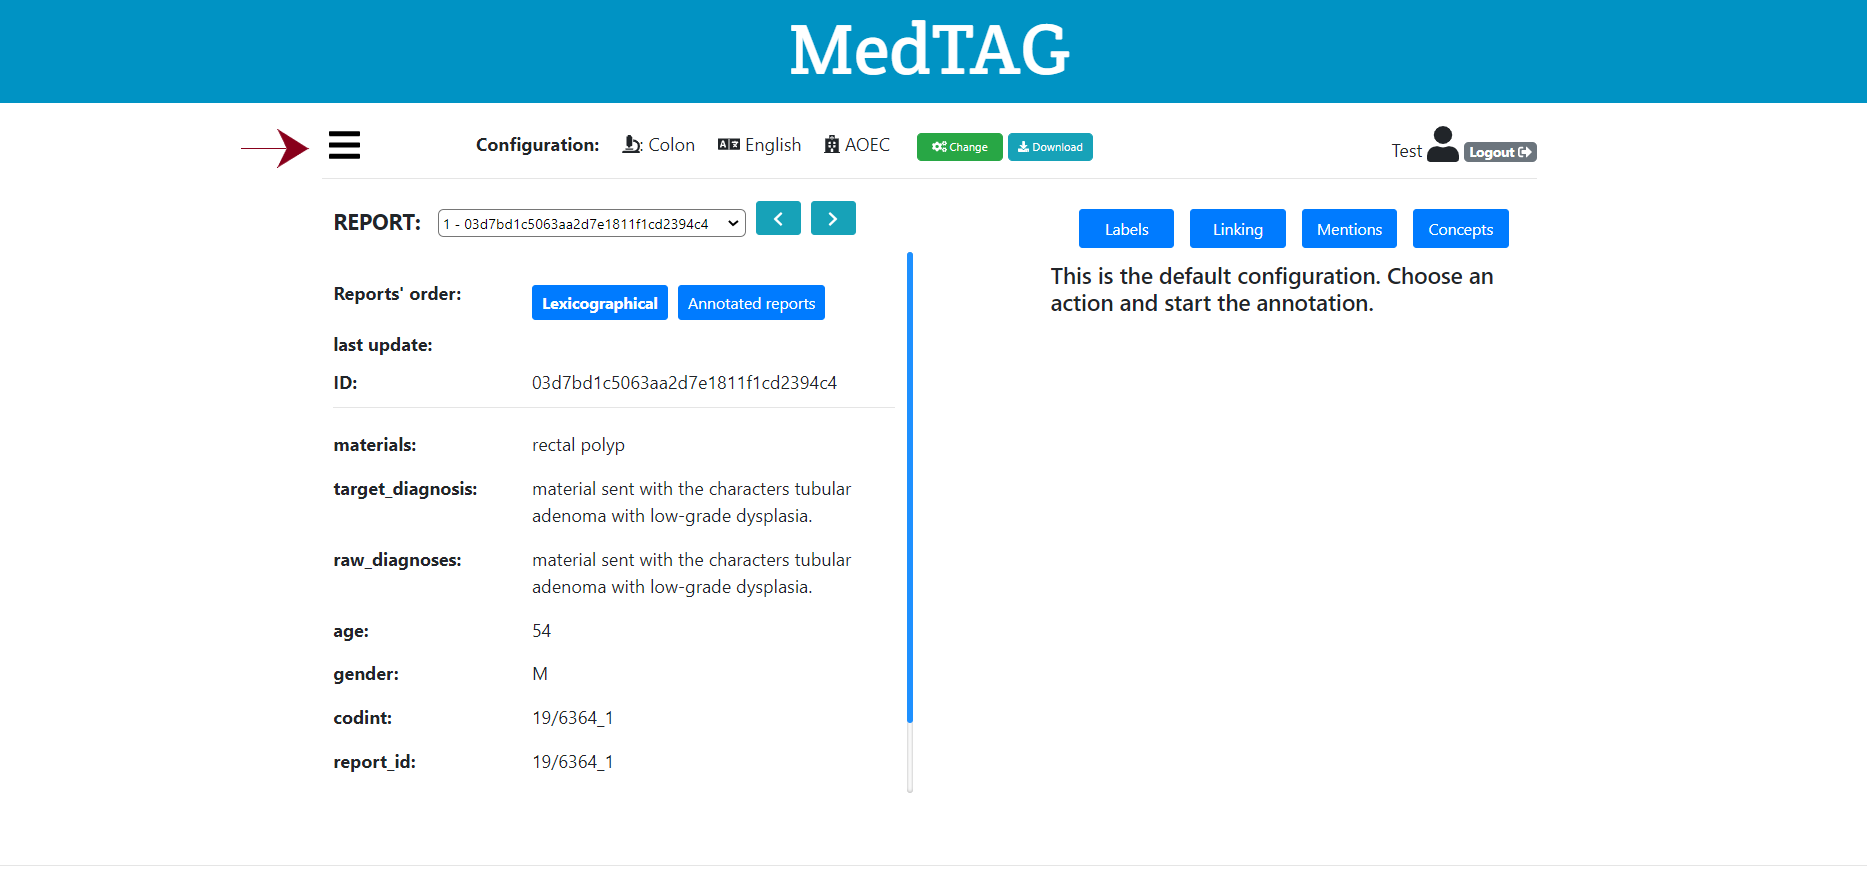 MedTAG
Configuration: : Colon English AOEC Change Download Test Logout
REPORT: 1 - 03d7bd1c5063aa2d7e1811f1cd2394c4
Labels Linking Mentions Concepts
This is the default configuration. Choose an
action and start the annotation.
Reports' order: Lexicographical Annotated reports
last update:
ID: 03d7bd1c5063aa2d7e1811f1cd2394c4
materials: rectal polyp
target_diagnosis: material sent with the characters tubular
adenoma with low-grade dysplasia.
raw_diagnoses: material sent with the characters tubular
adenoma with low-grade dysplasia.
age: 54
gender: M
codint: 19/6364_1
report_id: 19/6364_1